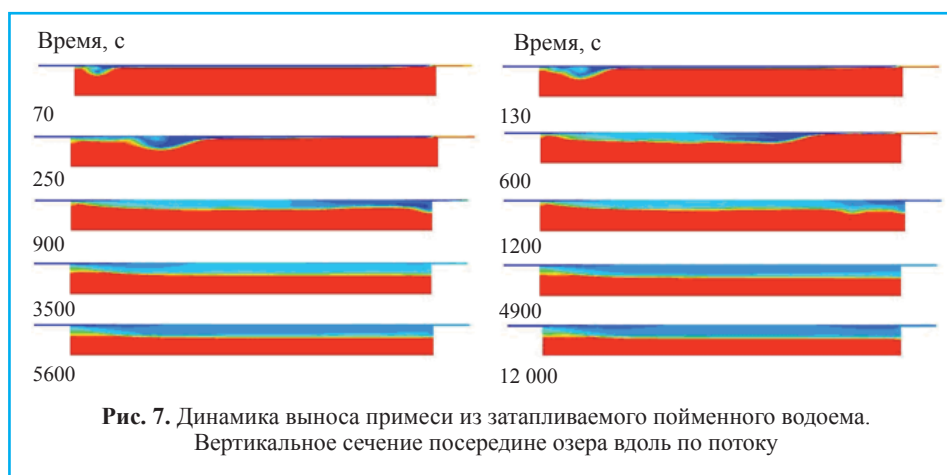 Время, с
Время, с
70
130
250
600
900
1200
3500
4900
5600
12 000
Рис. 7. Динамика выноса примеси из затапливаемого пойменного водоема.
Вертикальное сечение посередине озера вдоль по потоку